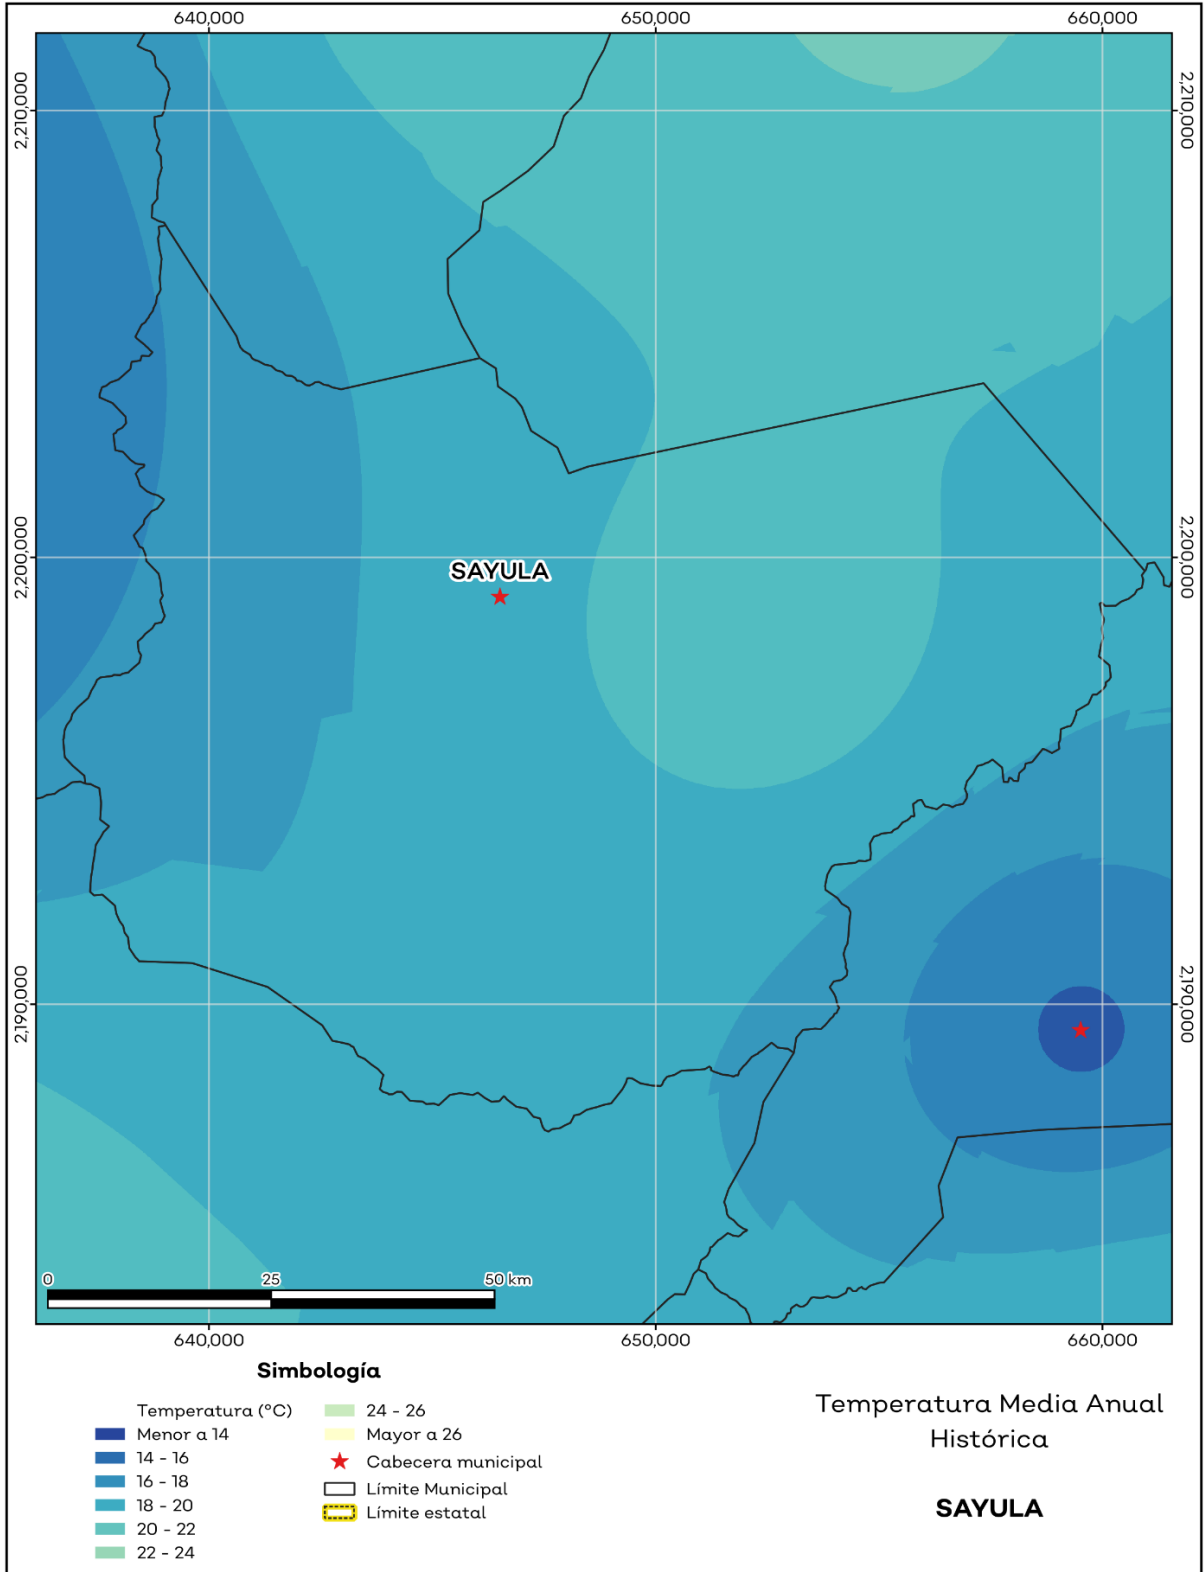 640,000 650,000 660,000
2,210,000 2,210,000
2,200,000 2,200,000
SAYULA
2,190,000 2,190,000
0 25 50 km
640,000 650,000 660,000
Simbología
Temperatura (°C)
Menor a 14
14 - 16
16 - 18
18 - 20
20 - 22
22 - 24
24 - 26
Mayor a 26
Cabecera municipal
Límite Municipal
Límite estatal
Temperatura Media Anual
Histórica
SAYULA